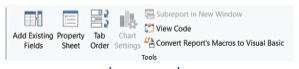 Add Existing Fields
Property Sheet
Tab Order
Chart Settings
Subreport in New Window
View Code
Convert Report's Macros to Visual Basic
Tools